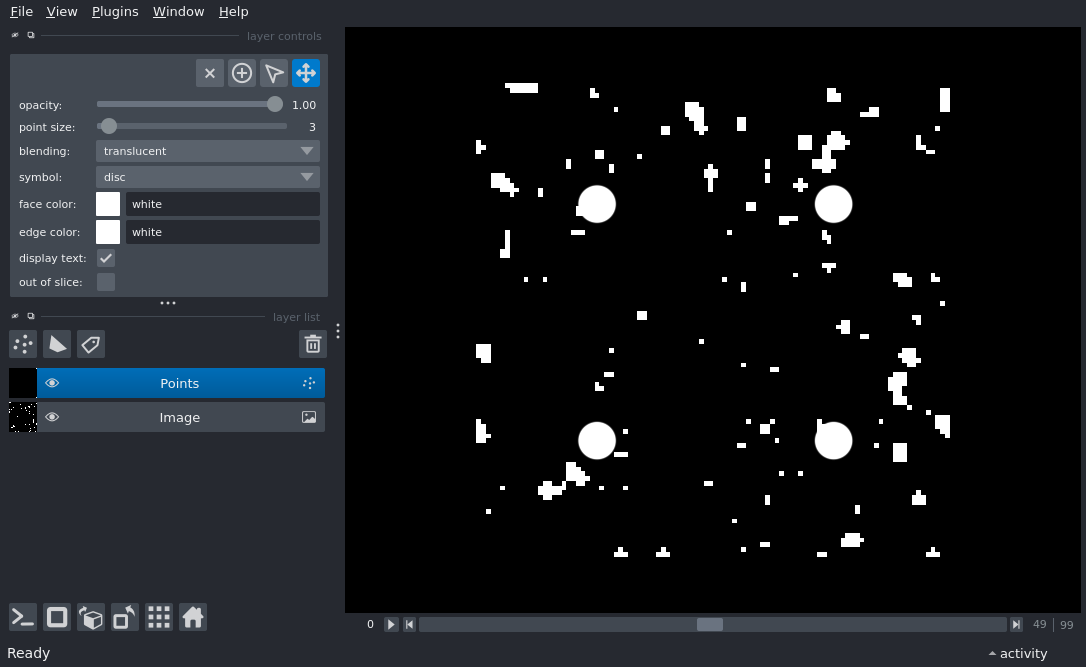 File View Plugins Window Help
layer controls
opacity: 1.00
point size: 3
blending: translucent
symbol: disc
face color: white
edge color: white
display text:
out of slice:
layer list
Points
Image
0 49 | 99
Ready activity